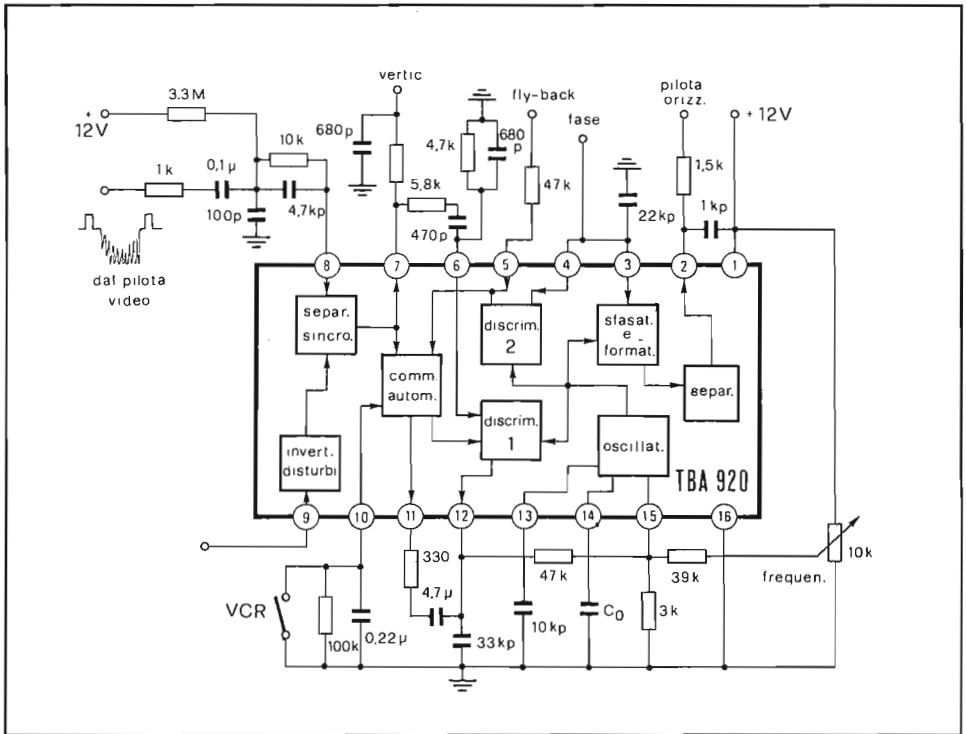 vertic
3.3 M
+
12V
10k
1k
0,1µ
100p
4,7kp
dal pilota
video
680p
5,8k
470p
4,7k
680
p
fly-back
47k
fase
22kp
pilota
orizz.
1,5k
1kp
+ 12V
8
7
6
5
4
3
2
1
separ.
sincro.
comm.
autom.
discrim.
2
discrim.
1
sfasat.
e
format.
separ.
oscillat.
invert.
disturbi
TBA 920
9
10
11
12
13
14
15
16
VCR
100k
0,22µ
330
4,7µ
33kp
47k
10kp
C0
39k
3k
frequen.
10k